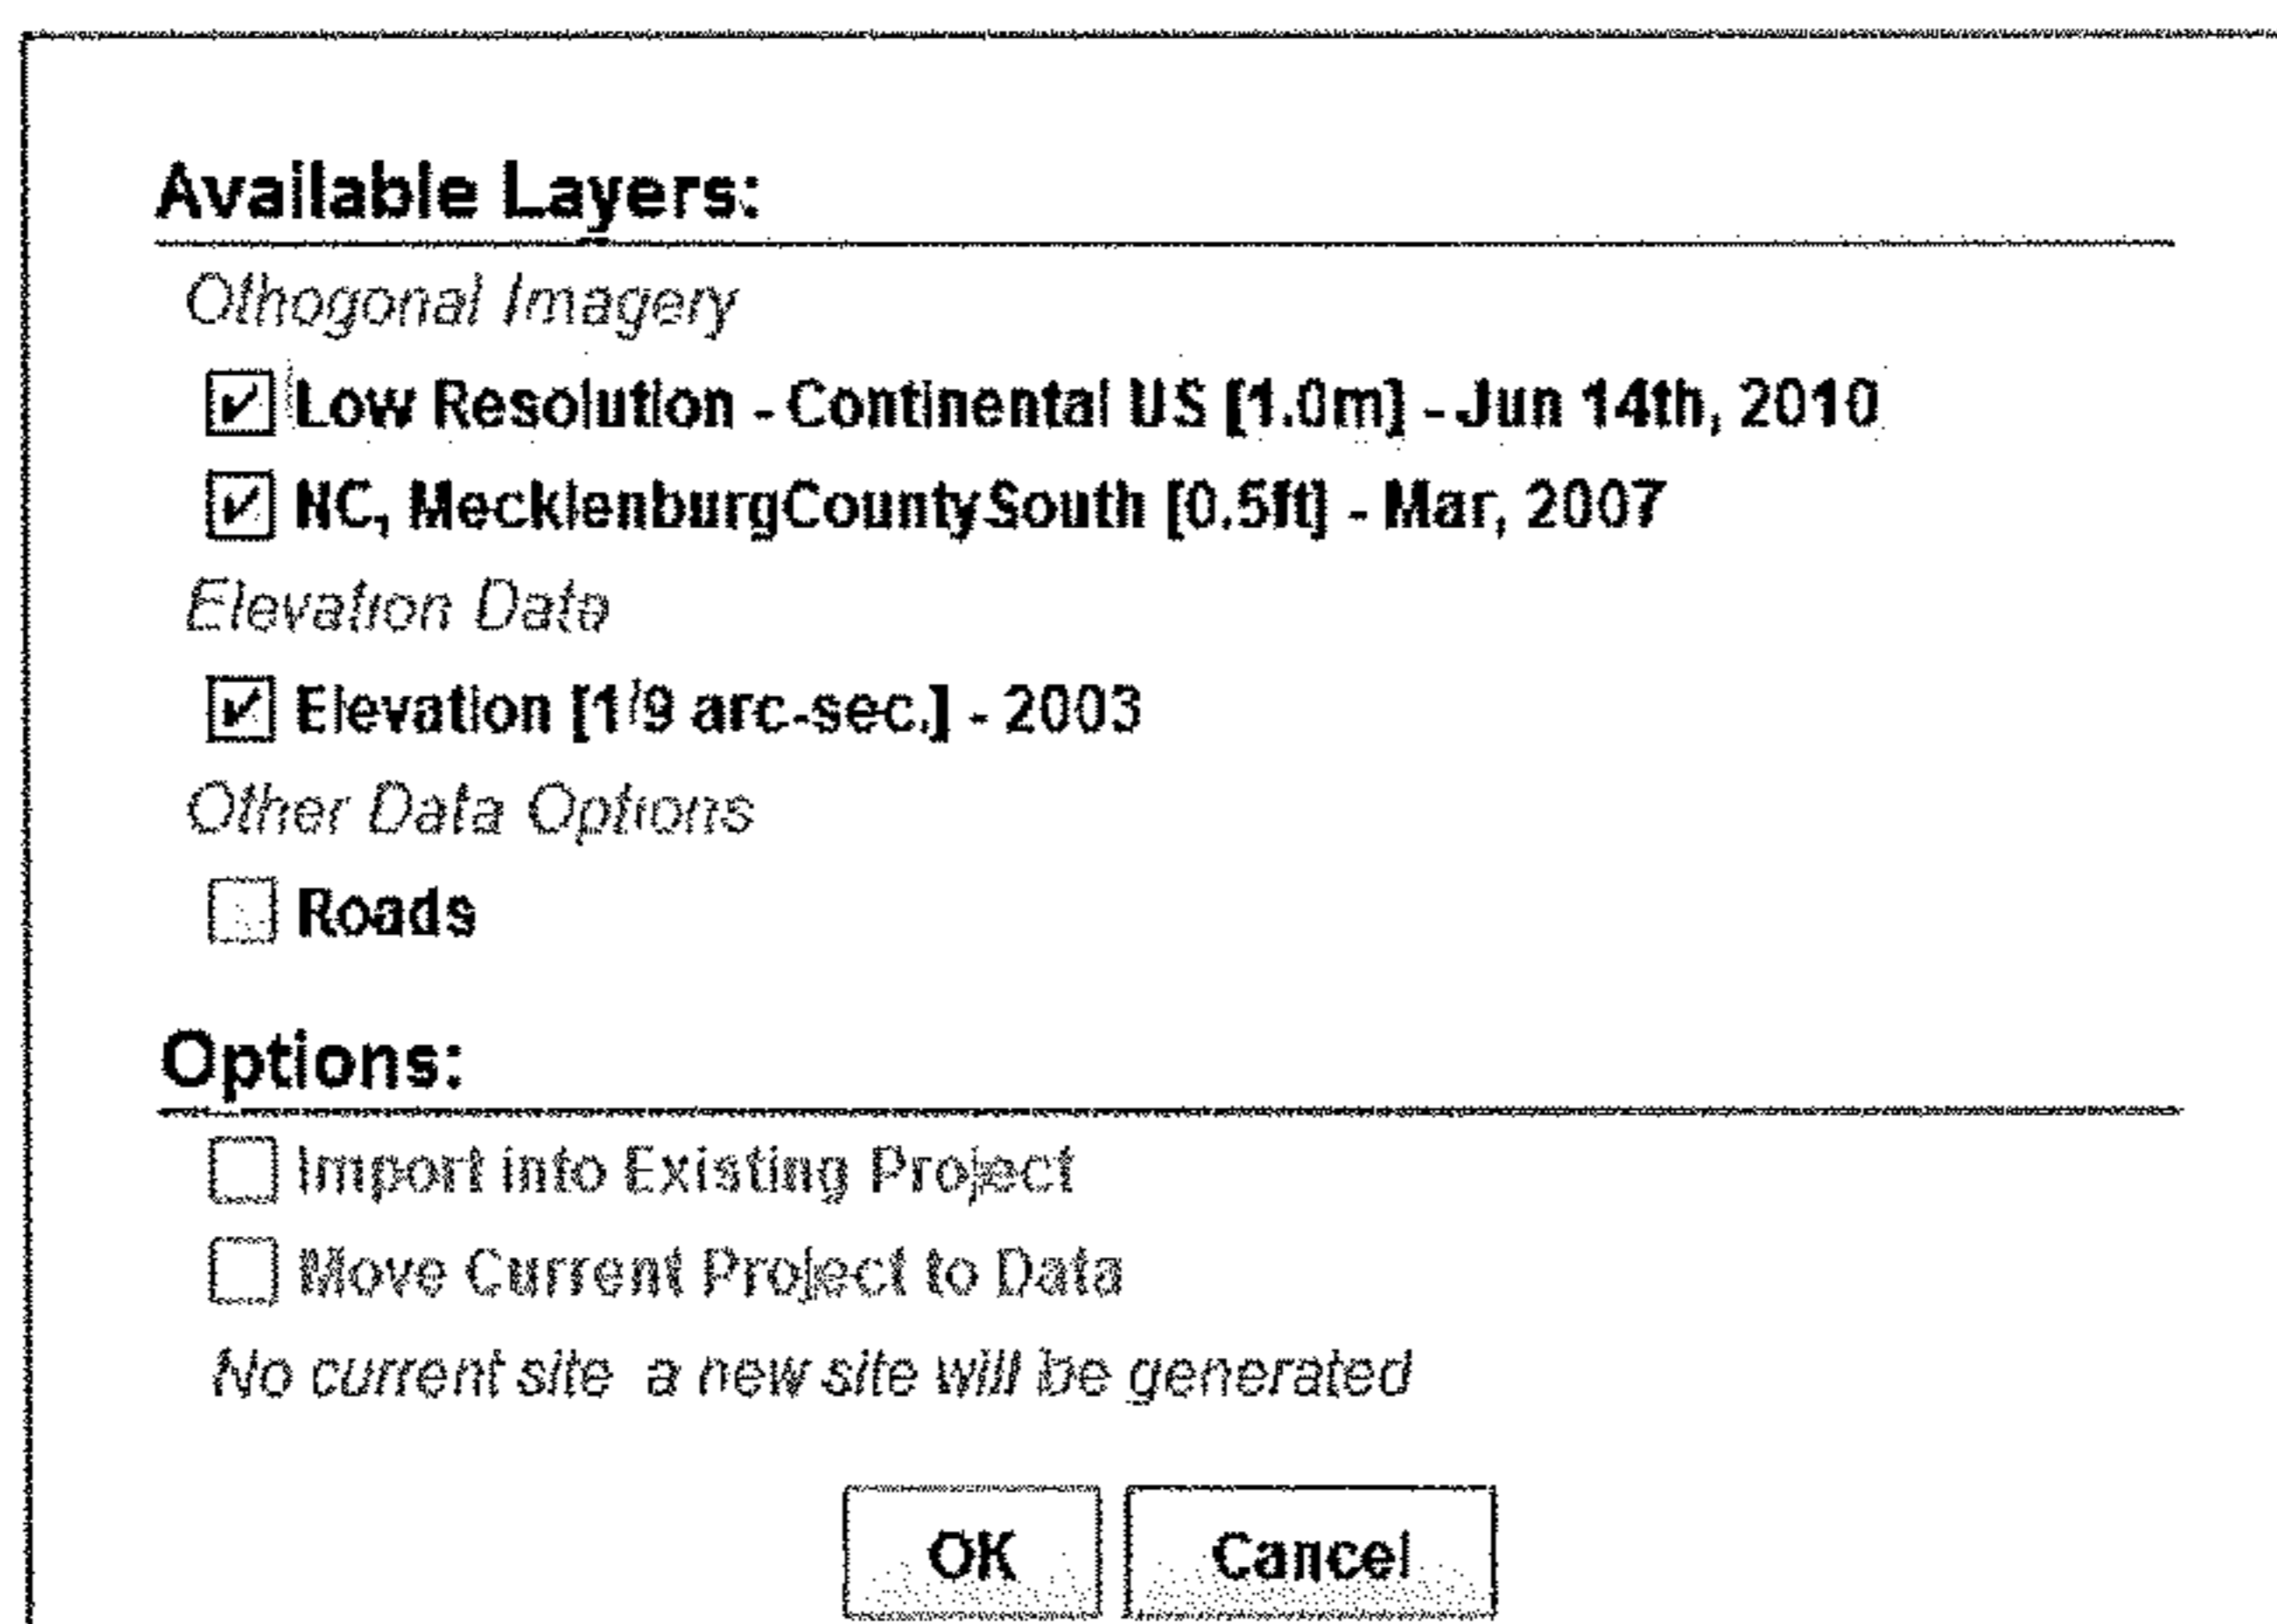 Available Layers:
Othogonal Imagery
Low Resolution - Continental US [1.0m] - Jun 14th, 2010
NC, MecklenburgCountySouth [0.5ft] - Mar, 2007
Elevation Data
Elevation [1/9 arc-sec.] - 2003
Other Data Options
Roads
Options:
Import into Existing Project
Move Current Project to Data
No current site a new site will be generated
OK Cancel